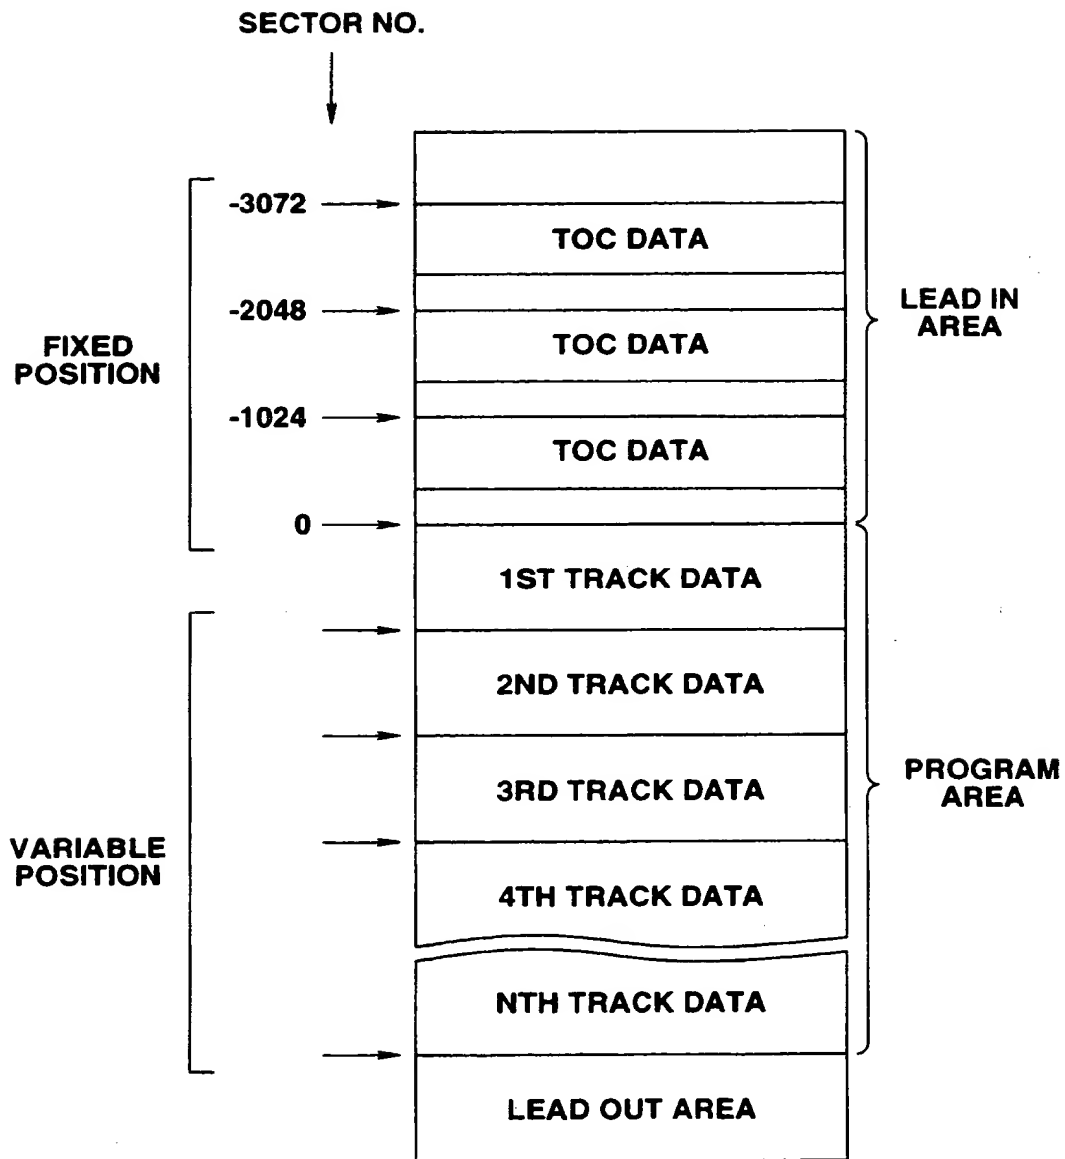 SECTOR NO.
-3072
TOC DATA
-2048
TOC DATA
LEAD IN
AREA
FIXED
POSITION
-1024
TOC DATA
0
1ST TRACK DATA
2ND TRACK DATA
3RD TRACK DATA
PROGRAM
AREA
VARIABLE
POSITION
4TH TRACK DATA
NTH TRACK DATA
LEAD OUT AREA